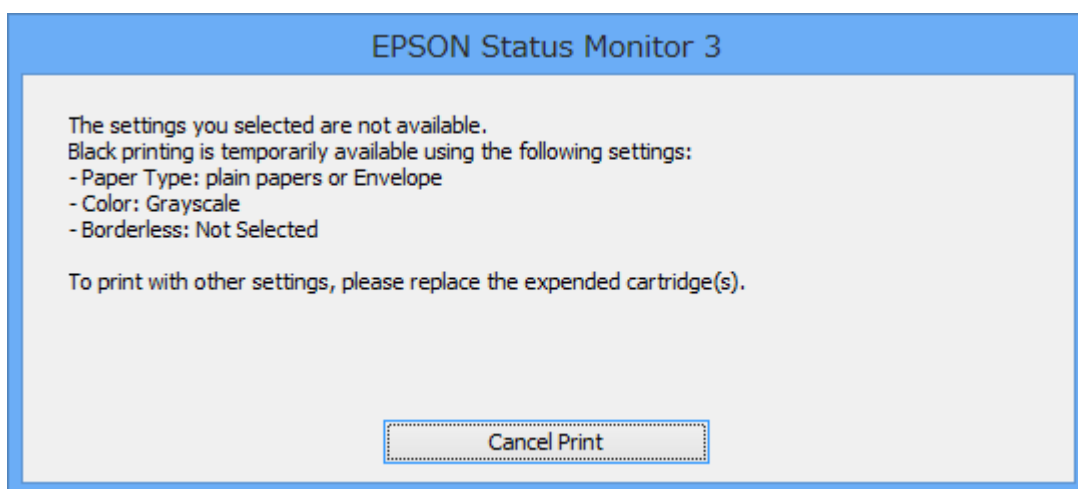 EPSON Status Monitor 3
The settings you selected are not available.
Black printing is temporarily available using the following settings:
- Paper Type: plain papers or Envelope
- Color: Grayscale
- Borderless: Not Selected
To print with other settings, please replace the expended cartridge(s).
Cancel Print